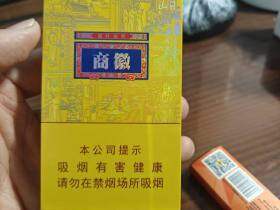 商徽
本公司提示
吸烟有害健康
请勿在禁烟场所吸烟